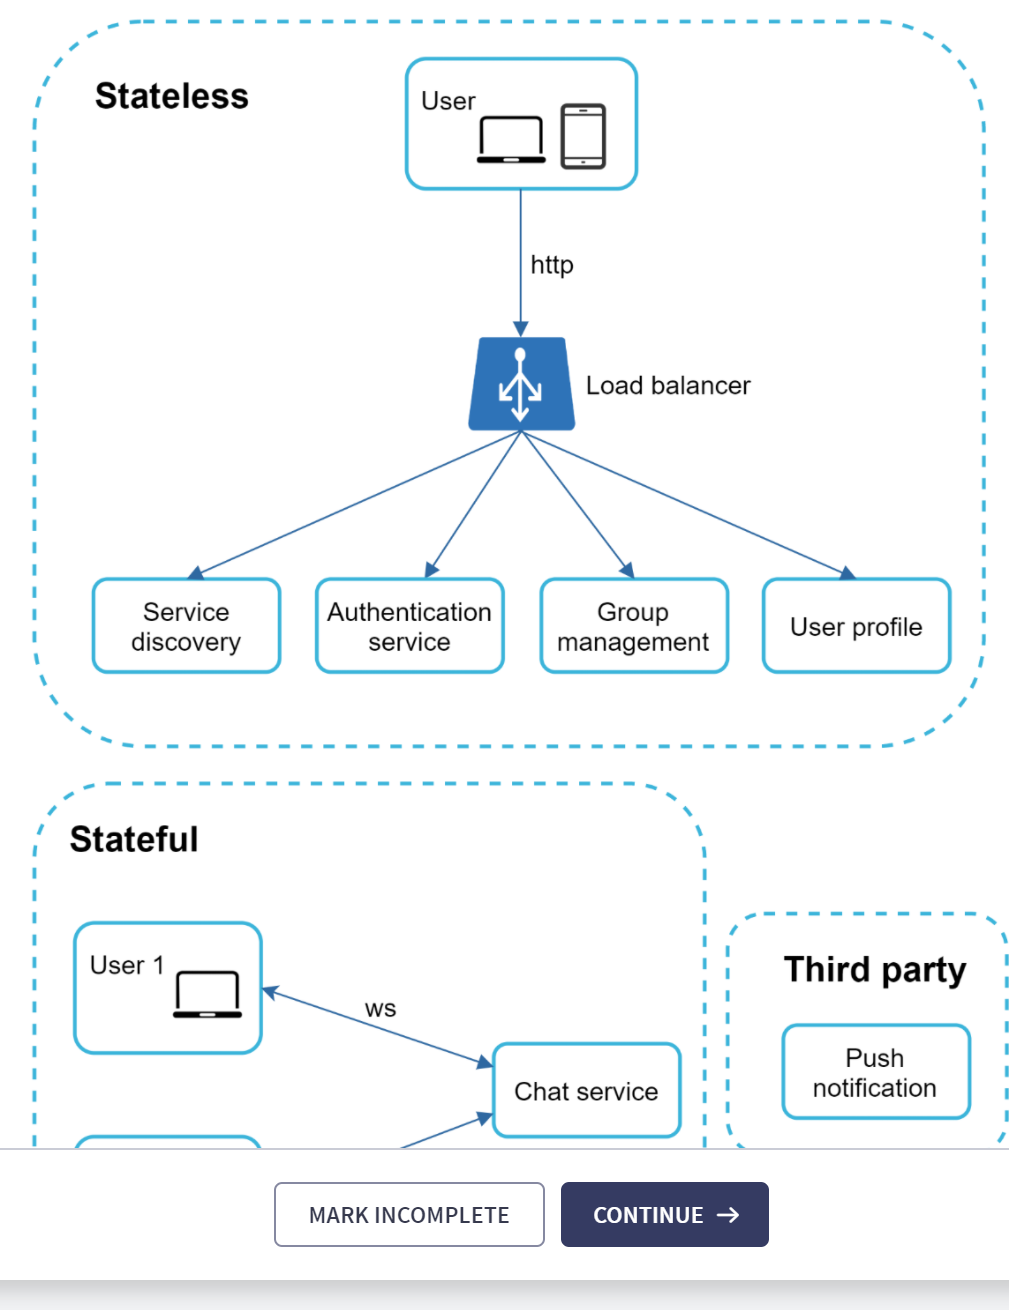 Stateless
User
http
Load balancer
Service
discovery
Authentication
service
Group
management
User profile
Stateful
User 1
ws
Chat service
Third party
Push
notification
MARK INCOMPLETE
CONTINUE →